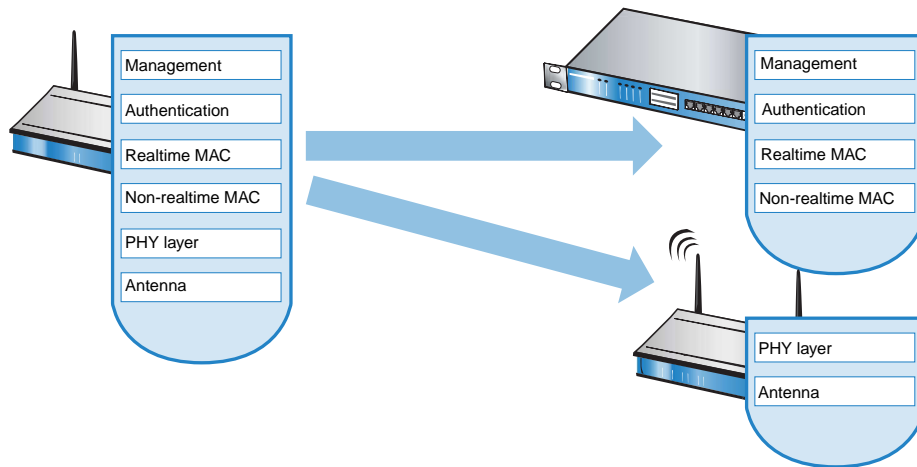 Management
Authentication
Realtime MAC
Non-realtime MAC
PHY layer
Antenna
Management
Authentication
Realtime MAC
Non-realtime MAC
PHY layer
Antenna